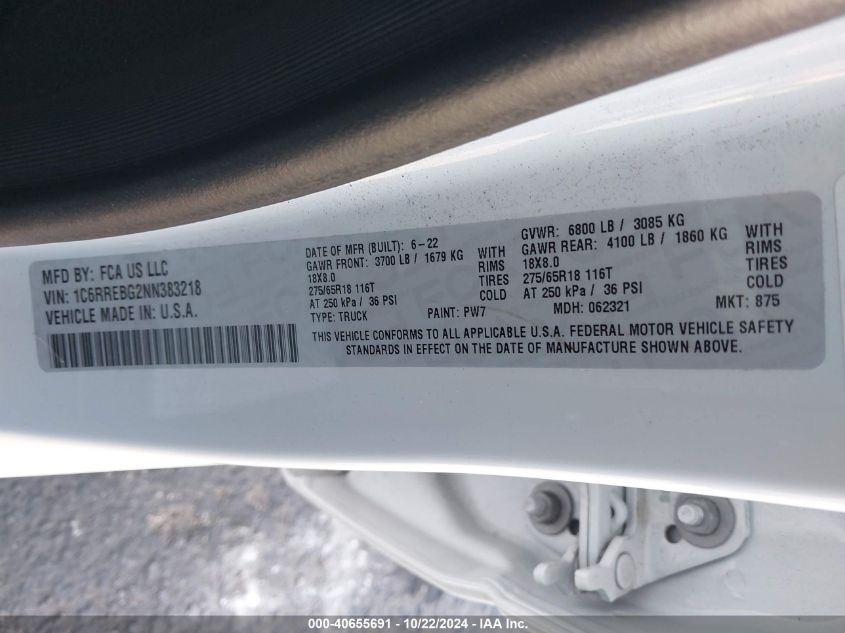 MFD BY: FCA US LLC
VIN: 1C6RREBG2NN383218
VEHICLE MADE IN: U.S.A.
DATE OF MFR (BUILT): 6-22
GAWR FRONT: 3700 LB / 1679 KG WITH
18X8.0 RIMS
275/65R18 116T TIRES
AT 250 kPa / 36 PSI COLD
TYPE: TRUCK PAINT: PW7
GVWR: 6800 LB / 3085 KG
GAWR REAR: 4100 LB / 1860 KG WITH
18X8.0 RIMS
275/65R18 116T TIRES
AT 250 kPa / 36 PSI COLD
MDH: 062321 MKT: 875
THIS VEHICLE CONFORMS TO ALL APPLICABLE U.S.A. FEDERAL MOTOR VEHICLE SAFETY
STANDARDS IN EFFECT ON THE DATE OF MANUFACTURE SHOWN ABOVE.
000-40655691 - 10/22/2024 - IAA Inc.